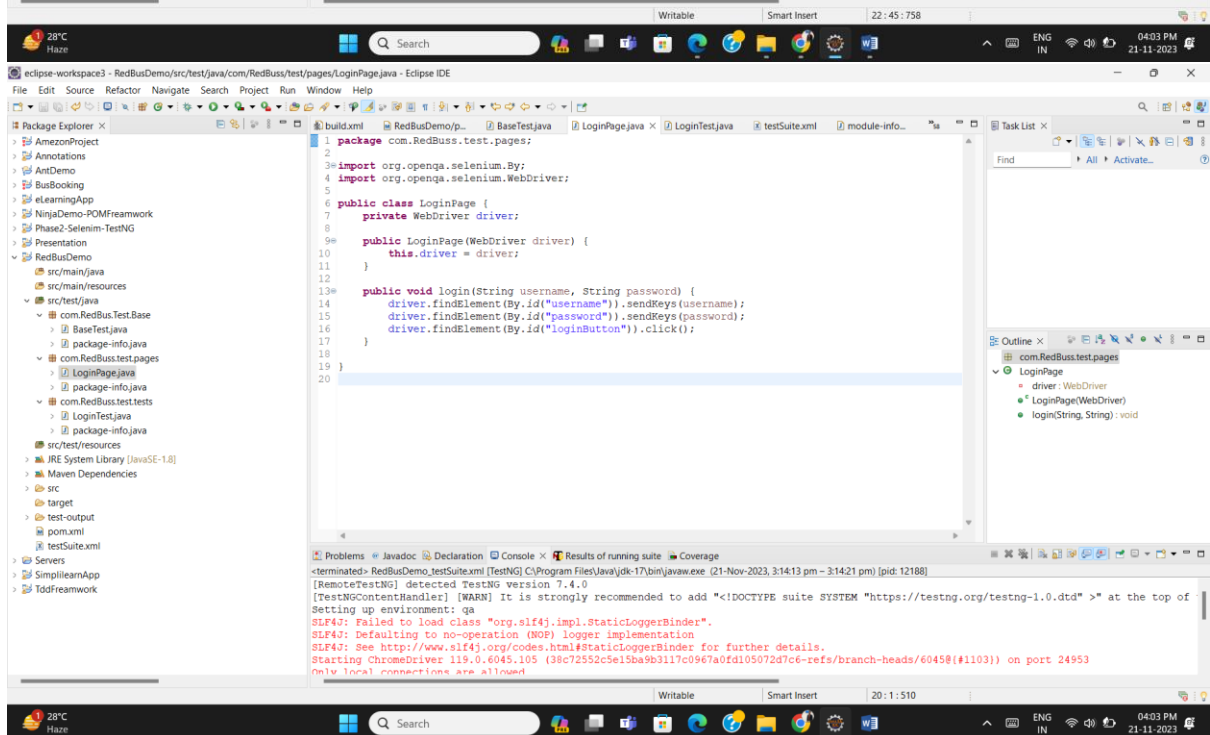 Writable Smart Insert 22 : 45 : 758
1
28°C
Haze
Search
ENG
IN
04:03 PM
21-11-2023
eclipse-workspace3 - RedBusDemo/src/test/java/com/RedBuss/test/pages/LoginPage.java - Eclipse IDE
File Edit Source Refactor Navigate Search Project Run Window Help
Package Explorer
AmezonProject
Annotations
AntDemo
BusBooking
eLearningApp
NinjaDemo-POMFreamwork
Phase2-Selenim-TestNG
Presentation
RedBusDemo
src/main/java
src/main/resources
src/test/java
com.RedBus.Test.Base
BaseTest.java
package-info.java
com.RedBuss.test.pages
LoginPage.java
package-info.java
com.RedBuss.test.tests
LoginTest.java
package-info.java
src/test/resources
JRE System Library [JavaSE-1.8]
Maven Dependencies
src
target
test-output
pom.xml
testSuite.xml
Servers
SimplilearnApp
TddFreamwork
build.xml RedBusDemo/p... BaseTest.java LoginPage.java LoginTest.java testSuite.xml module-info...
1 package com.RedBuss.test.pages;
2
3 import org.openqa.selenium.By;
4 import org.openqa.selenium.WebDriver;
5
6 public class LoginPage {
7 private WebDriver driver;
8
9 public LoginPage(WebDriver driver) {
10 this.driver = driver;
11 }
12
13 public void login(String username, String password) {
14 driver.findElement(By.id("username")).sendKeys(username);
15 driver.findElement(By.id("password")).sendKeys(password);
16 driver.findElement(By.id("loginButton")).click();
17 }
18
19 }
20
Task List
Find All Activate...
Outline
com.RedBuss.test.pages
LoginPage
driver : WebDriver
LoginPage(WebDriver)
login(String, String) : void
Problems Javadoc Declaration Console Results of running suite Coverage
<terminated> RedBusDemo_testSuite.xml [TestNG] C:\Program Files\Java\jdk-17\bin\javaw.exe (21-Nov-2023, 3:14:13 pm – 3:14:21 pm) [pid: 12188]
[RemoteTestNG] detected TestNG version 7.4.0
[TestNGContentHandler] [WARN] It is strongly recommended to add "<!DOCTYPE suite SYSTEM "https://testng.org/testng-1.0.dtd" >" at the top of
Setting up environment: qa
SLF4J: Failed to load class "org.slf4j.impl.StaticLoggerBinder".
SLF4J: Defaulting to no-operation (NOP) logger implementation
SLF4J: See http://www.slf4j.org/codes.html#StaticLoggerBinder for further details.
Starting ChromeDriver 119.0.6045.105 (38c72552c5e15ba9b3117c0967a0fd105072d7c6-refs/branch-heads/6045@{#1103}) on port 24953
Only local connections are allowed
Writable Smart Insert 20 : 1 : 510
1
28°C
Haze
Search
ENG
IN
04:03 PM
21-11-2023